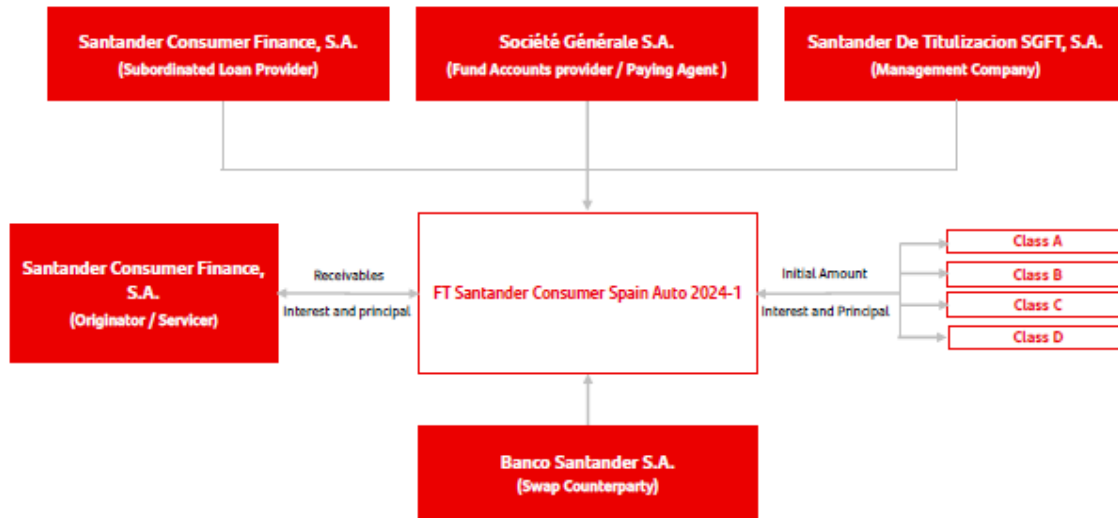 Santander Consumer Finance, S.A.
(Subordinated Loan Provider)
Société Générale S.A.
(Fund Accounts provider / Paying Agent )
Santander De Titulizacion SGFT, S.A.
(Management Company)
Santander Consumer Finance,
S.A.
(Originator / Servicer)
Receivables
Interest and principal
FT Santander Consumer Spain Auto 2024-1
Initial Amount
Interest and Principal
Class A
Class B
Class C
Class D
Banco Santander S.A.
(Swap Counterparty)